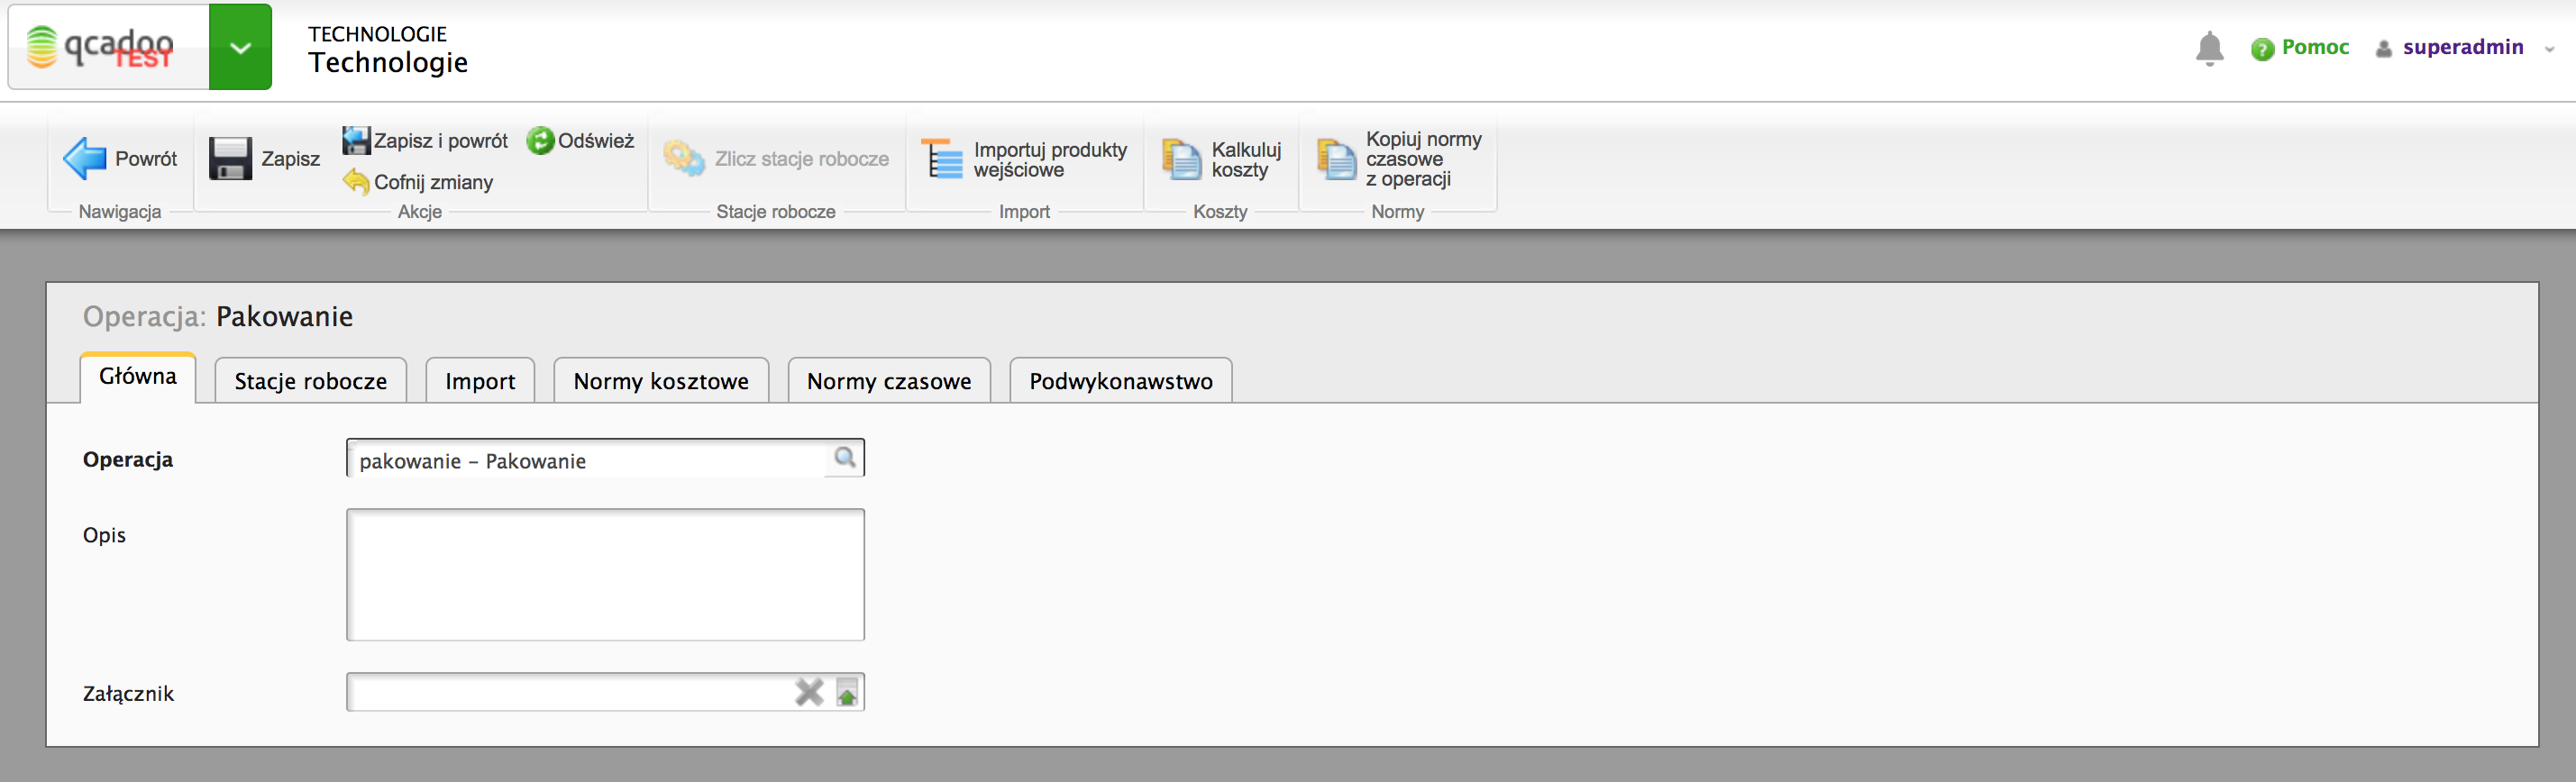 qcadoo
TEST
TECHNOLOGIE
Technologie
Pomoc
superadmin
Powrót
Nawigacja
Zapisz
Zapisz i powrót
Odśwież
Cofnij zmiany
Akcje
Zlicz stacje robocze
Stacje robocze
Importuj produkty
wejściowe
Import
Kalkuluj
koszty
Koszty
Kopiuj normy
czasowe
z operacji
Normy
Operacja: Pakowanie
Główna
Stacje robocze
Import
Normy kosztowe
Normy czasowe
Podwykonawstwo
Operacja
pakowanie - Pakowanie
Opis
Załącznik